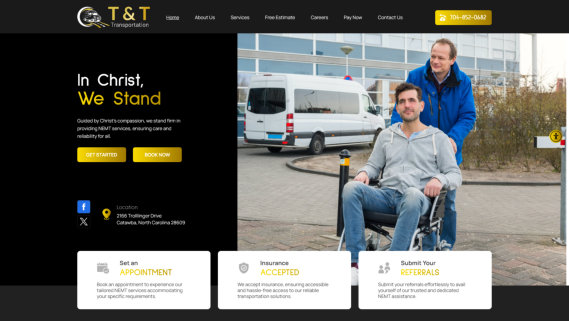 T & T
Transportation
Home
About Us
Services
Free Estimate
Careers
Pay Now
Contact Us
704-852-0682
In Christ,
We Stand
Guided by Christ's compassion, we stand firm in
providing NEMT services, ensuring care and
reliability for all.
GET STARTED
BOOK NOW
Location
2166 Trollinger Drive
Catawba, North Carolina 28609
Set an
APPOINTMENT
Book an appointment to experience our
tailored NEMT services accommodating
your specific requirements.
Insurance
ACCEPTED
We accept insurance, ensuring accessible
and hassle-free access to our reliable
transportation solutions.
Submit Your
REFERRALS
Submit your referrals effortlessly to avail
yourself of our trusted and dedicated
NEMT assistance.